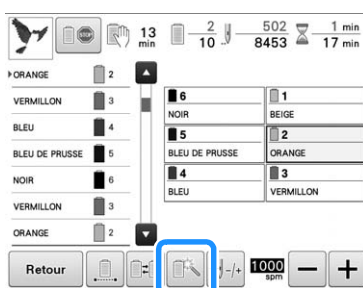 13
min
2
10
502
8453
1 min
17 min
ORANGE 2
VERMILLON 3
BLEU 4
BLEU DE PRUSSE 5
NOIR 6
VERMILLON 3
ORANGE 2
6
NOIR
1
BEIGE
5
BLEU DE PRUSSE
2
ORANGE
4
BLEU
3
VERMILLON
Retour
-/+
1000
spm